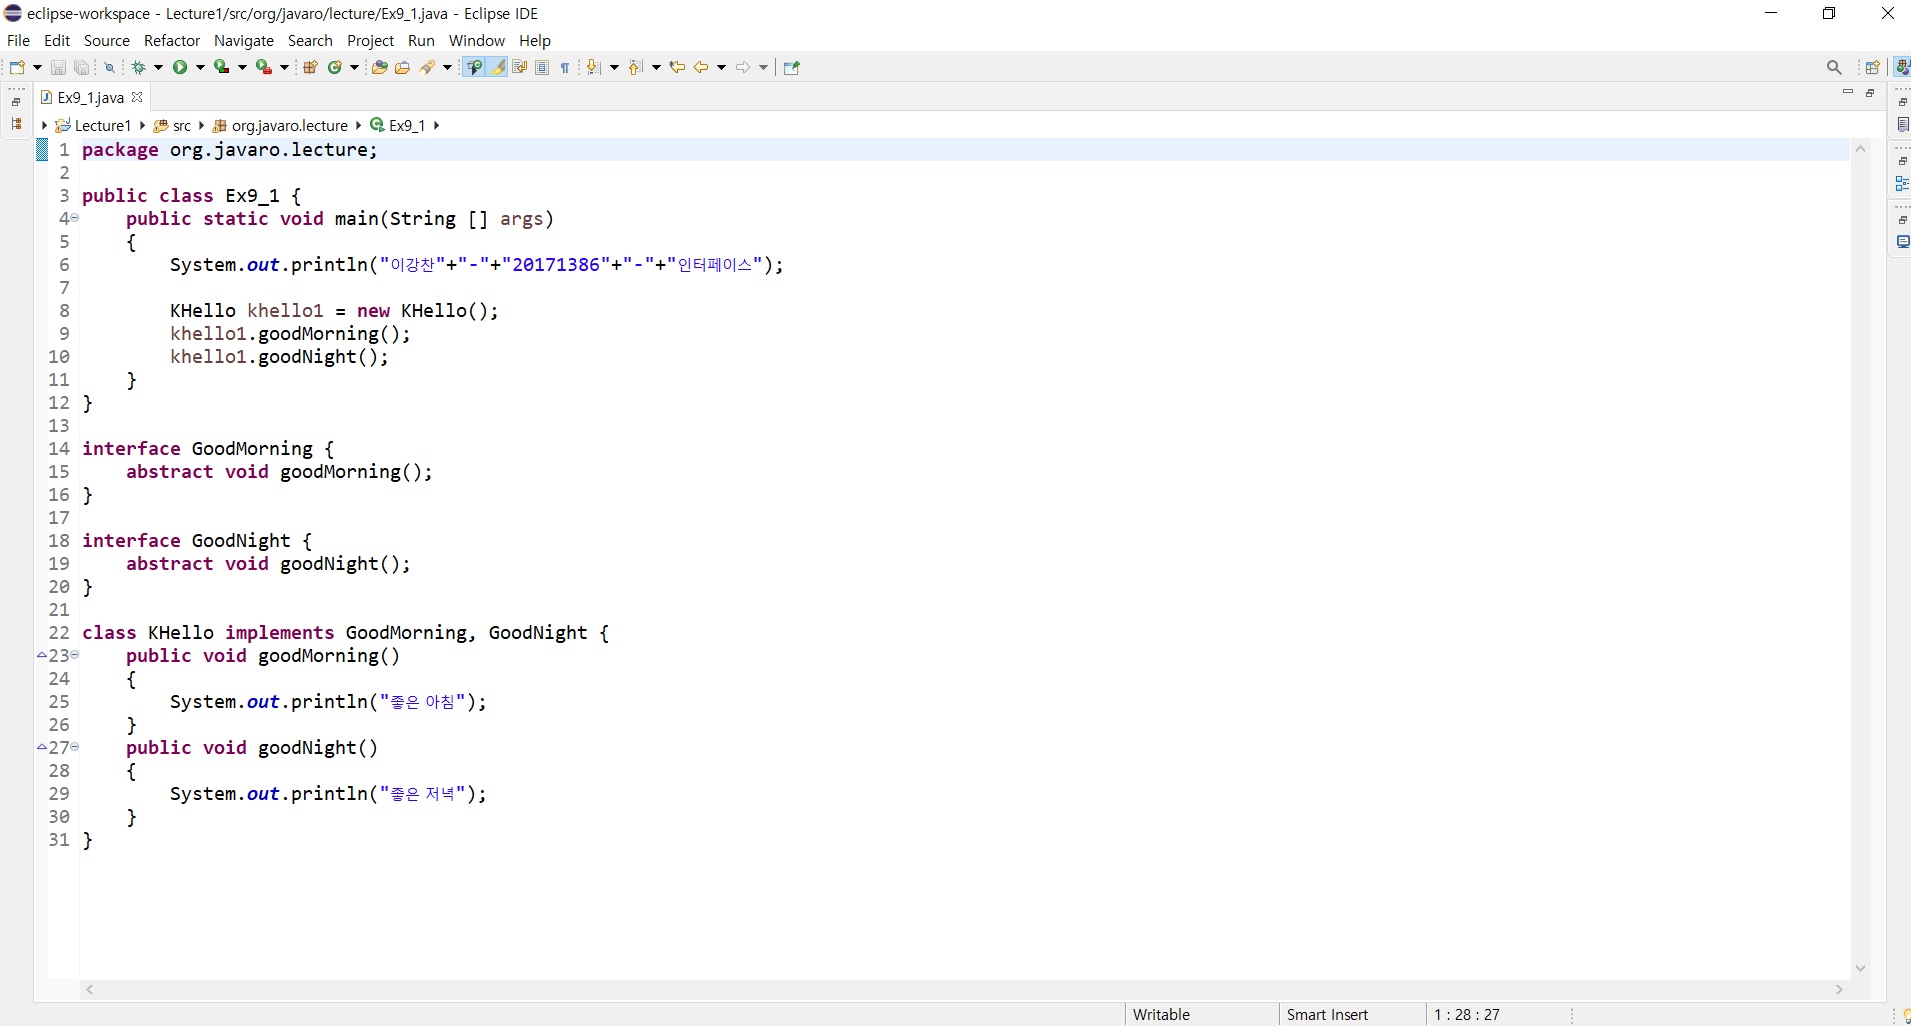 eclipse-workspace - Lecture1/src/org/javaro/lecture/Ex9_1.java - Eclipse IDE
File Edit Source Refactor Navigate Search Project Run Window Help
Ex9_1.java
Lecture1 src org.javaro.lecture Ex9_1
1 package org.javaro.lecture;
2
3 public class Ex9_1 {
4 public static void main(String [] args)
5 {
6 System.out.println("이강찬"+"-"+"20171386"+"-"+"인터페이스");
7
8 KHello khello1 = new KHello();
9 khello1.goodMorning();
10 khello1.goodNight();
11 }
12 }
13
14 interface GoodMorning {
15 abstract void goodMorning();
16 }
17
18 interface GoodNight {
19 abstract void goodNight();
20 }
21
22 class KHello implements GoodMorning, GoodNight {
23 public void goodMorning()
24 {
25 System.out.println("좋은 아침");
26 }
27 public void goodNight()
28 {
29 System.out.println("좋은 저녁");
30 }
31 }
Writable Smart Insert 1 : 28 : 27